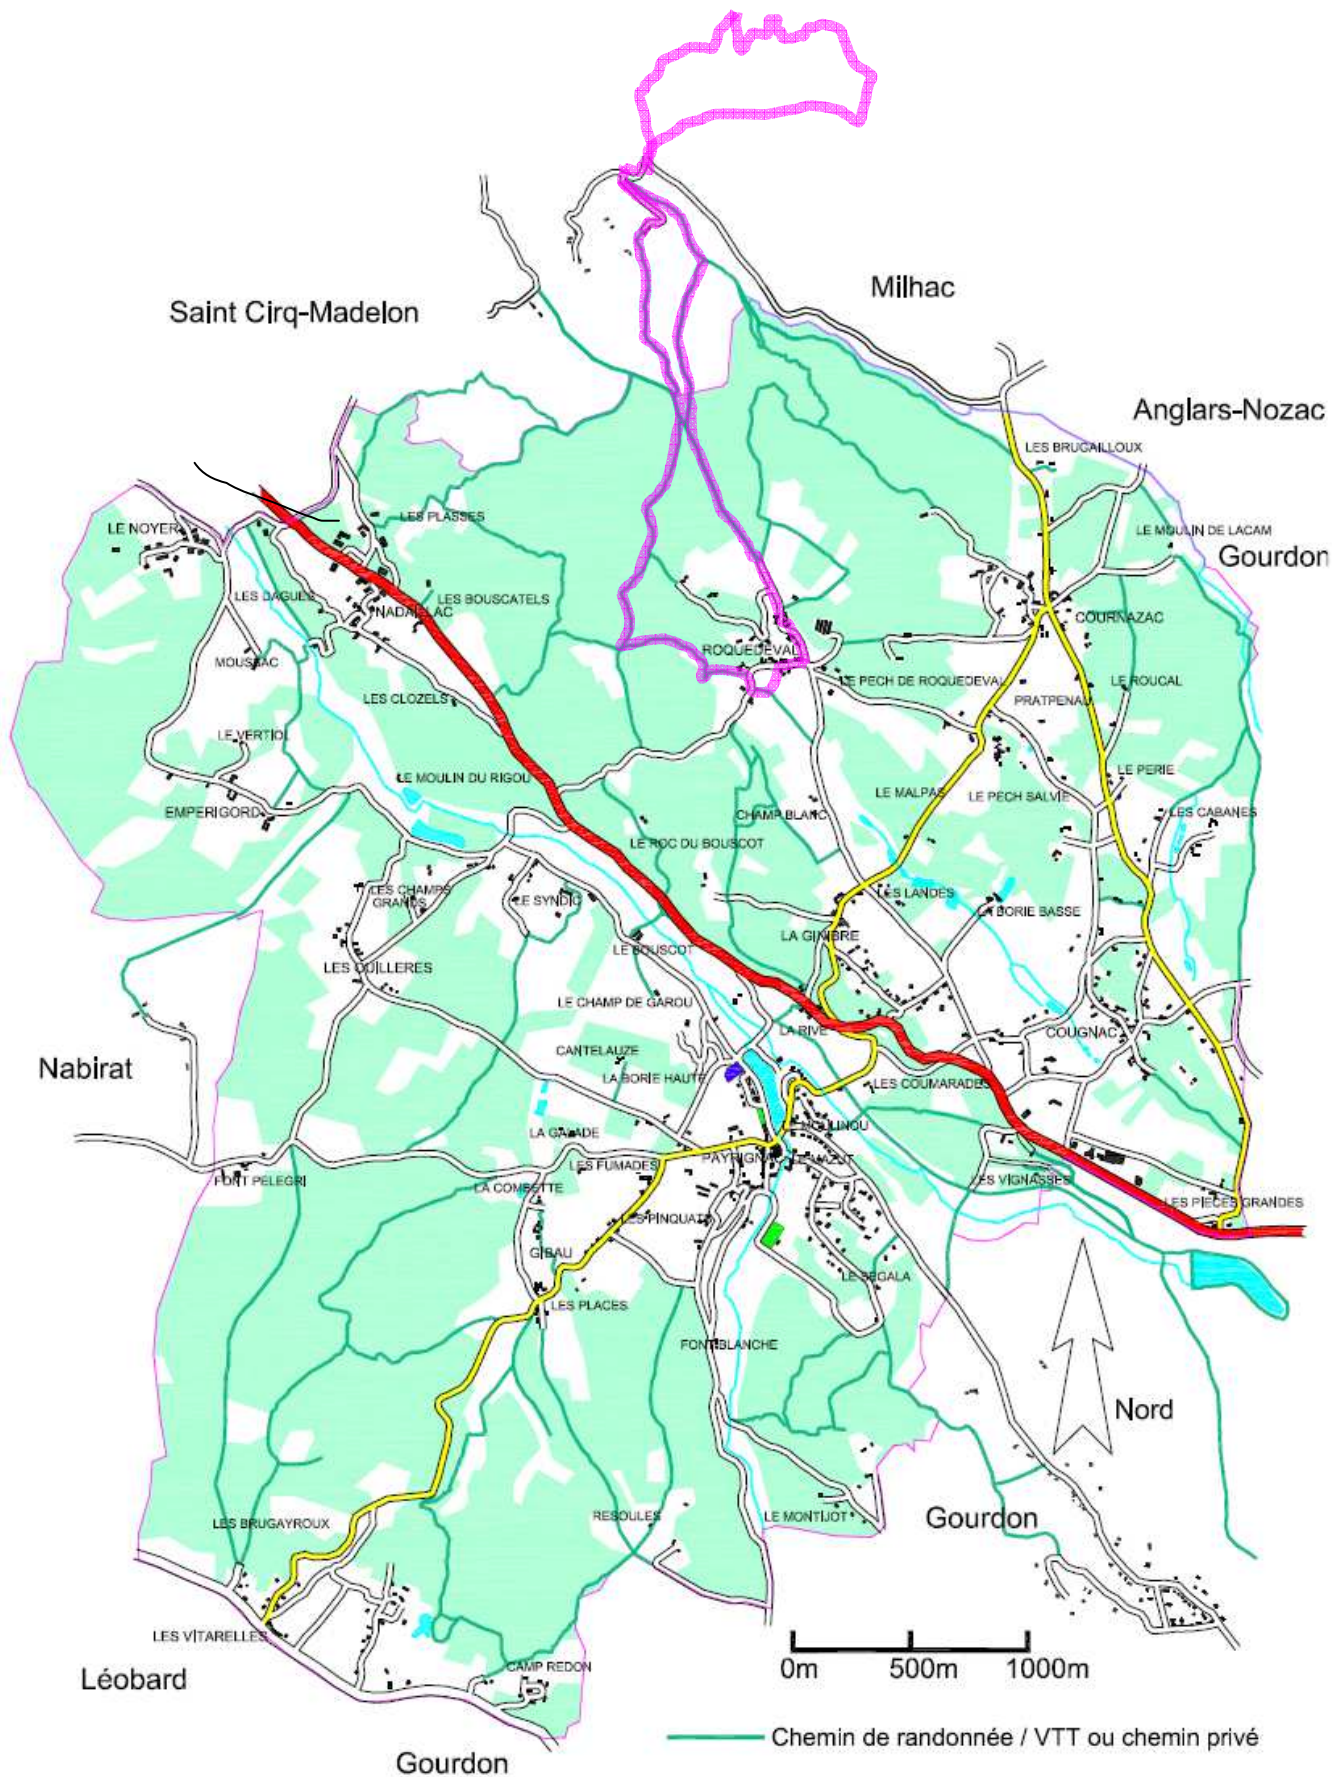 Milhac
Saint Cirq-Madelon
Anglars-Nozac
LES BRUGAILLOUX
LES PLASSES
LE NOYER
LE MOULIN DE LACAM
Gourdon
LES DAGUES
LES BOUSCATELS
NADAILLAC
COURNAZAC
ROQUEDEVAL
MOUSSAC
LE PECH DE ROQUEDEVAL
LE ROUCAL
LES CLOZELS
PRATPENAU
LE VERTIOL
LE PERIE
LE MOULIN DU RIGOU
LE MALPAS
LE PECH SALVIE
EMPERIGORD
CHAMP BLANC
LES CABANES
LE ROC DU BOUSCOT
LES CHAMPS
GRANDS
LE SYNDIC
LES LANDES
LA BORIE BASSE
LA GINIBRE
LE BOUSCOT
LES OUILLERES
LE CHAMP DE GAROU
LA RIVE
COUGNAC
CANTELAUZE
Nabirat
LA BORIE HAUTE
LES COUMARADES
LE MOULINOU
LA GALADE
PAYRIGNAC
LE MAZUT
LES FUMADES
FONT PELEGRI
LA COMBETTE
LES VIGNASSES
LES PIECES GRANDES
LES PINQUATS
GIBAU
LE SEGALA
LES PLACES
FONTBLANCHE
Nord
LES BRUGAYROUX
RESOULES
LE MONTIJOT
Gourdon
LES VITARELLES
CAMP REDON
Léobard
0m 500m 1000m
Chemin de randonnée / VTT ou chemin privé
Gourdon